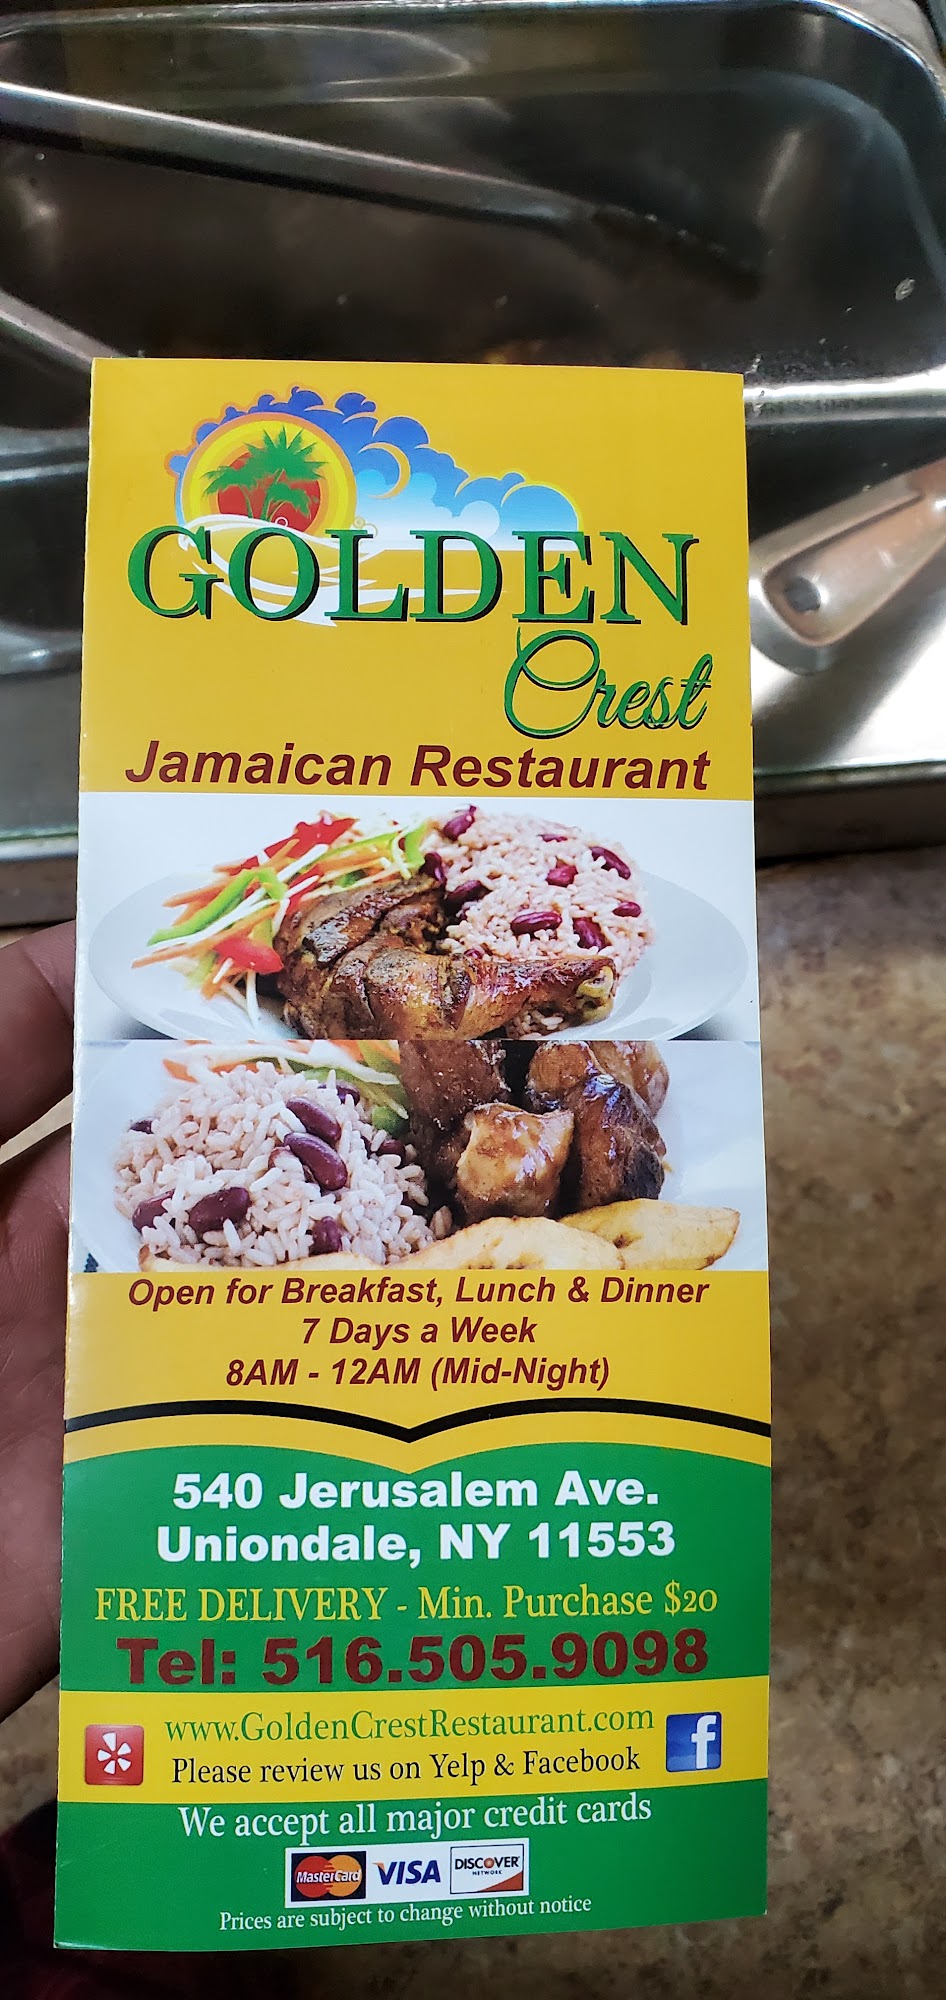 GOLDEN
Crest
Jamaican Restaurant
Open for Breakfast, Lunch & Dinner
7 Days a Week
8AM - 12AM (Mid-Night)
540 Jerusalem Ave.
Uniondale, NY 11553
FREE DELIVERY - Min. Purchase $20
Tel: 516.505.9098
www.GoldenCrestRestaurant.com
Please review us on Yelp & Facebook
f
We accept all major credit cards
MasterCard VISA DISCOVER
NETWORK
Prices are subject to change without notice